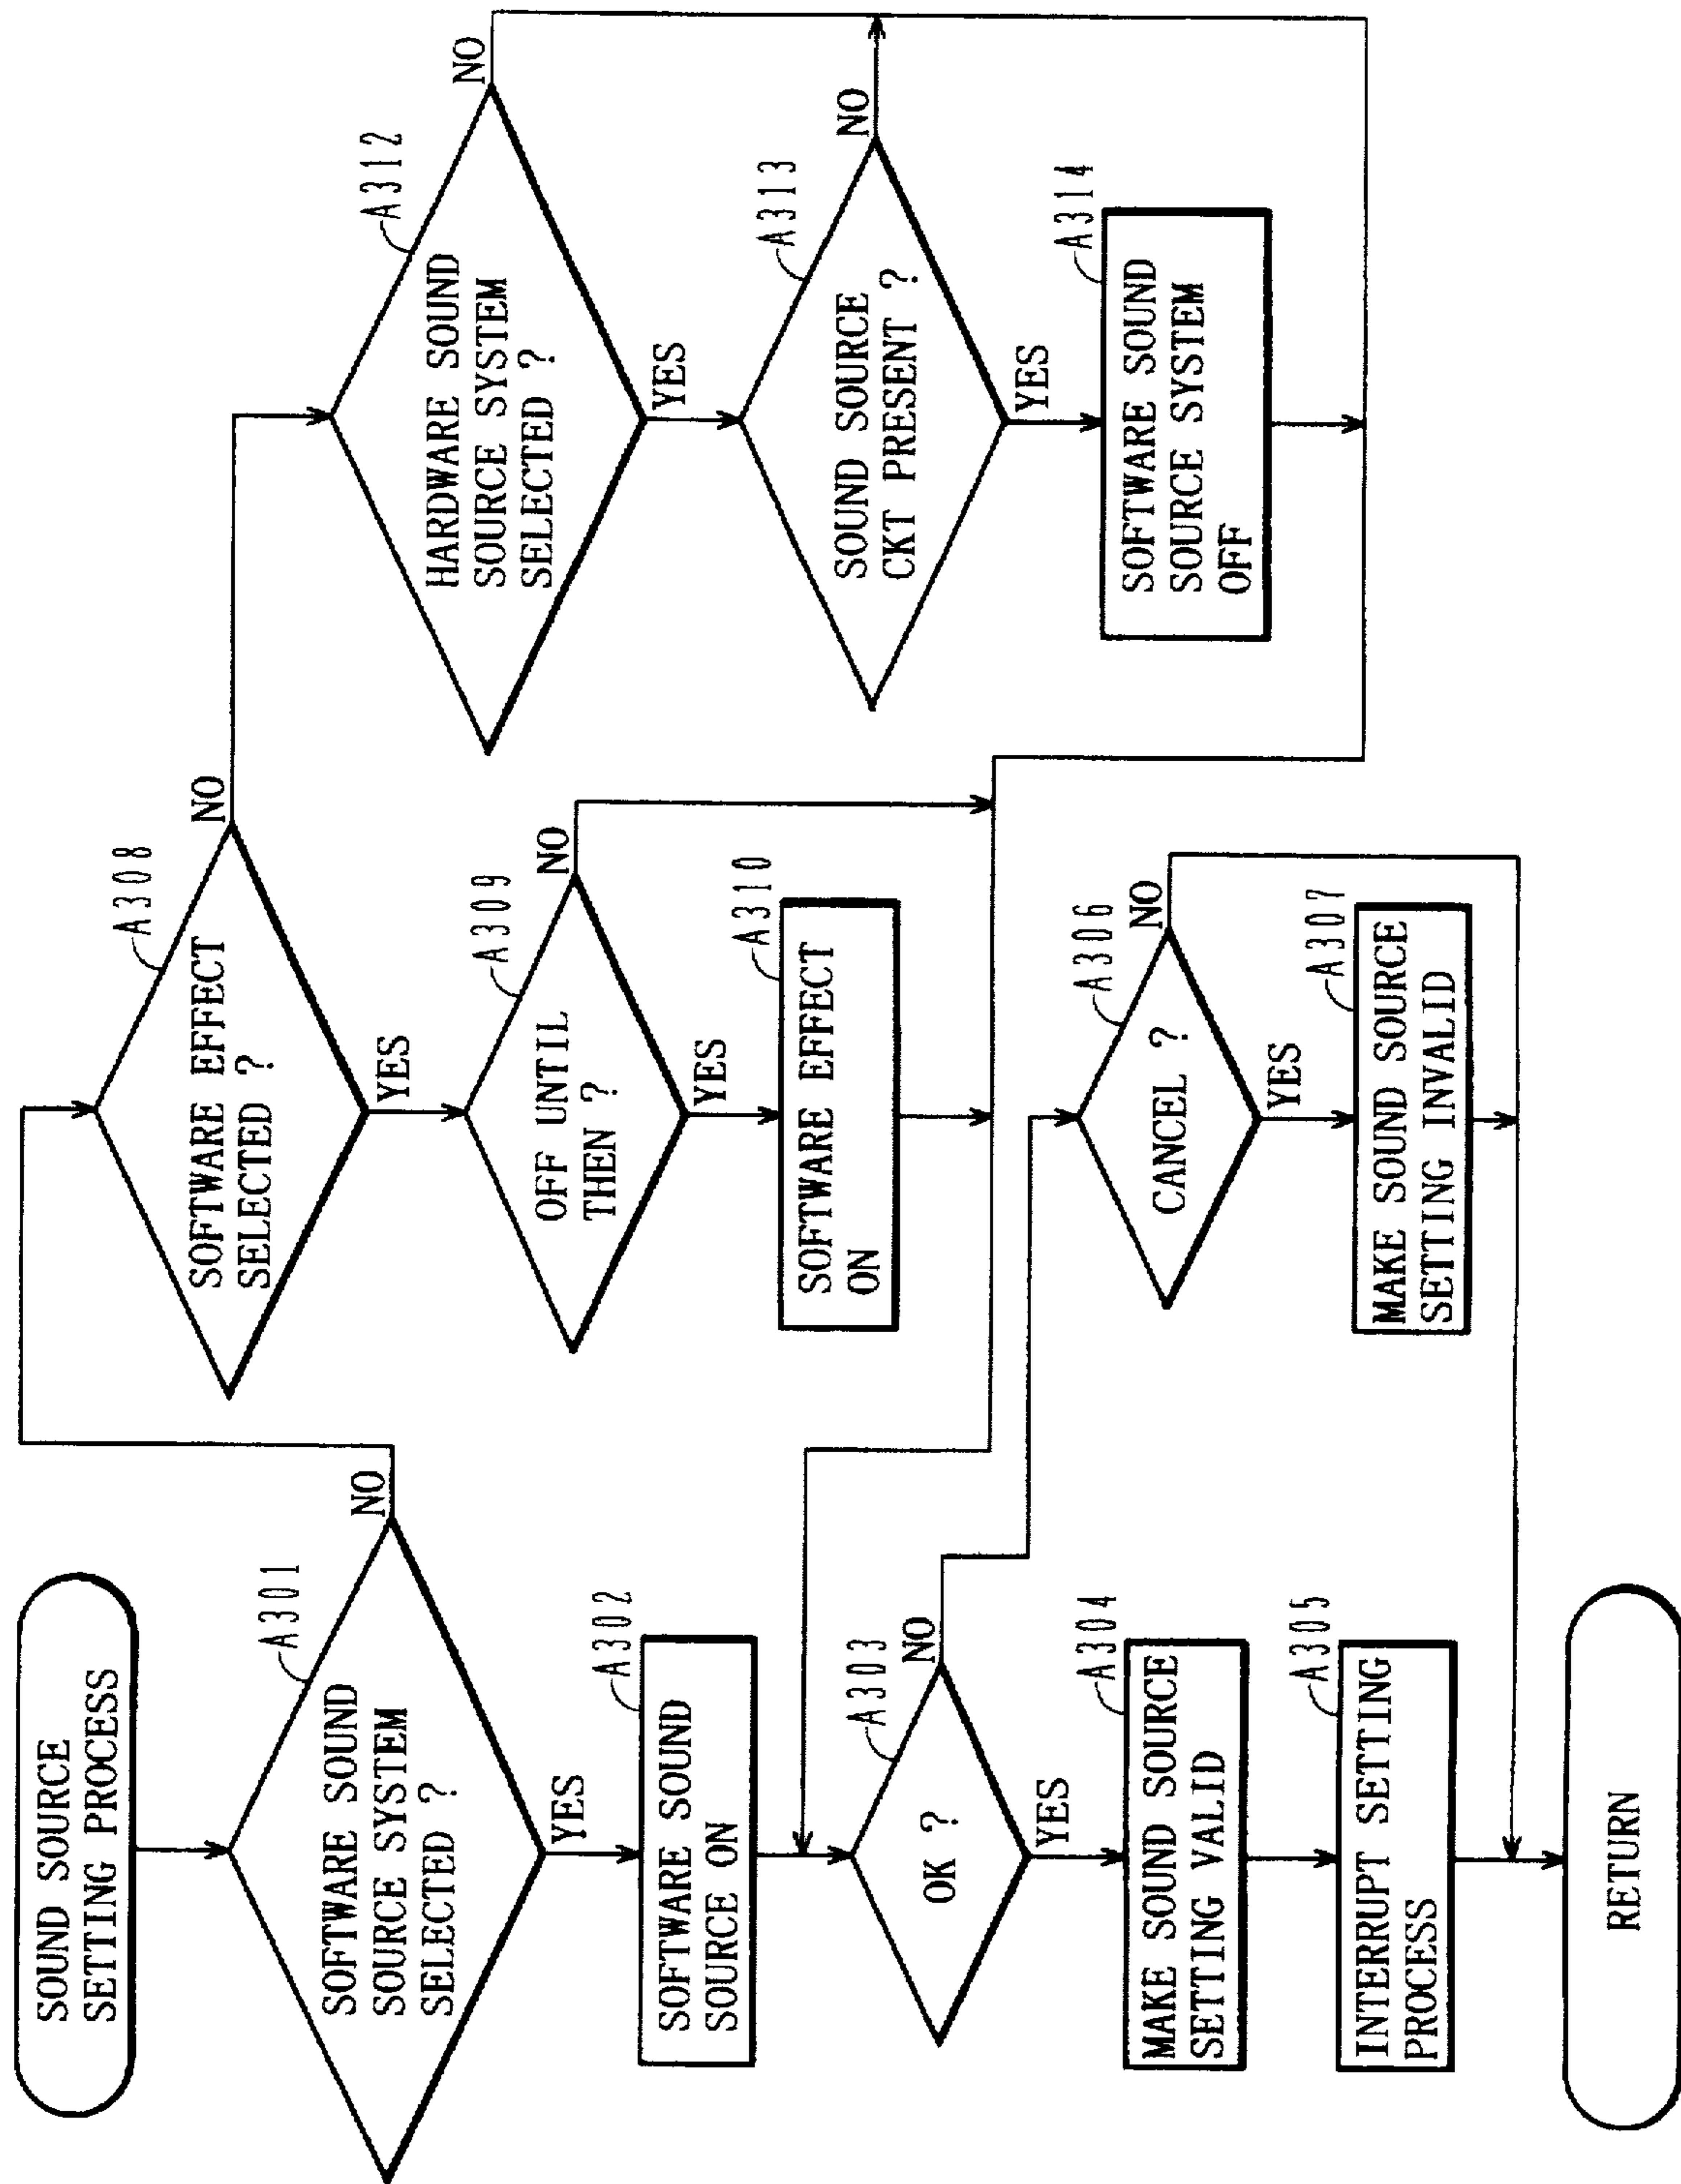 SOUND SOURCE
SETTING PROCESS
SOFTWARE SOUND
SOURCE SYSTEM
SELECTED ?
A301
NO
YES
SOFTWARE SOUND
SOURCE ON
A302
OK ?
A303
NO
YES
MAKE SOUND SOURCE
SETTING VALID
A304
INTERRUPT SETTING
PROCESS
A305
RETURN
SOFTWARE EFFECT
SELECTED ?
A308
NO
YES
OFF UNTIL
THEN ?
A309
NO
YES
SOFTWARE EFFECT
ON
A310
CANCEL ?
A306
NO
YES
MAKE SOUND SOURCE
SETTING INVALID
A307
HARDWARE SOUND
SOURCE SYSTEM
SELECTED ?
A312
NO
YES
SOUND SOURCE
CKT PRESENT ?
A313
NO
YES
SOFTWARE SOUND
SOURCE SYSTEM
OFF
A314